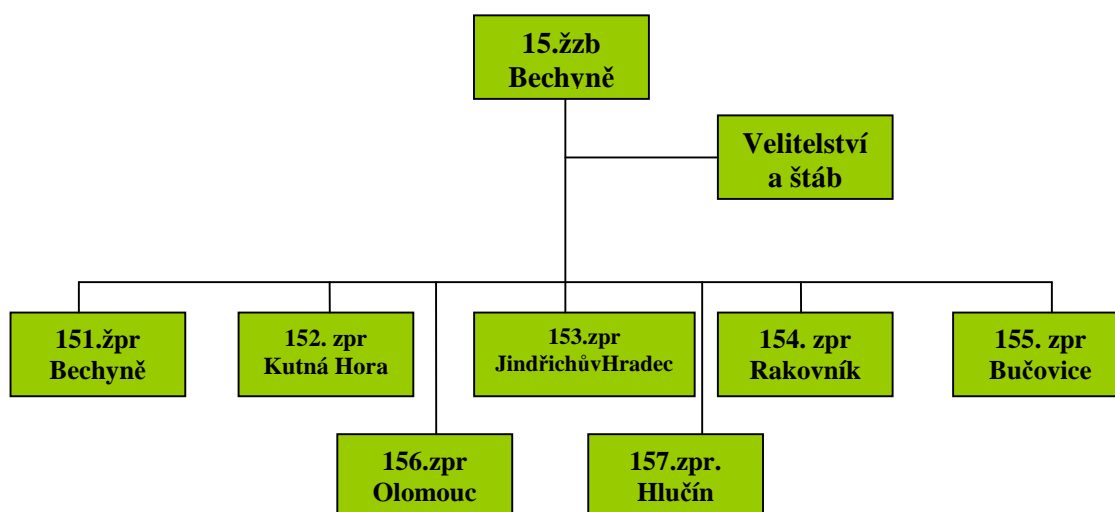 15.žzb
Bechyně
Velitelství
a štáb
151.žpr
Bechyně
152. zpr
Kutná Hora
153.zpr
JindřichůvHradec
154. zpr
Rakovník
155. zpr
Bučovice
156.zpr
Olomouc
157.zpr.
Hlučín